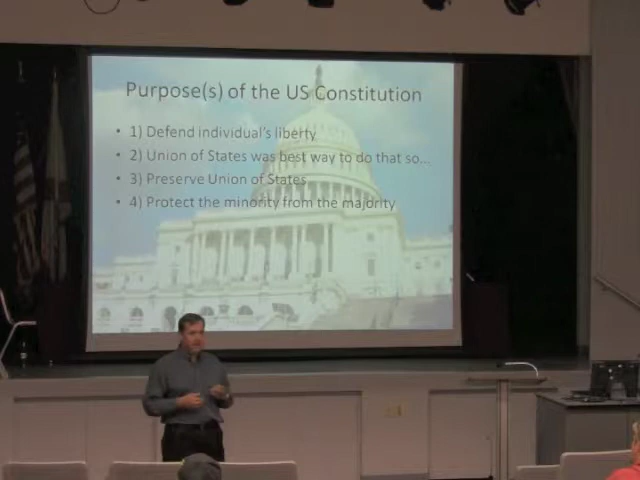 Purpose(s) of the US Constitution
• 1) Defend individual's liberty
• 2) Union of States was best way to do that so...
• 3) Preserve Union of States
• 4) Protect the minority from the majority